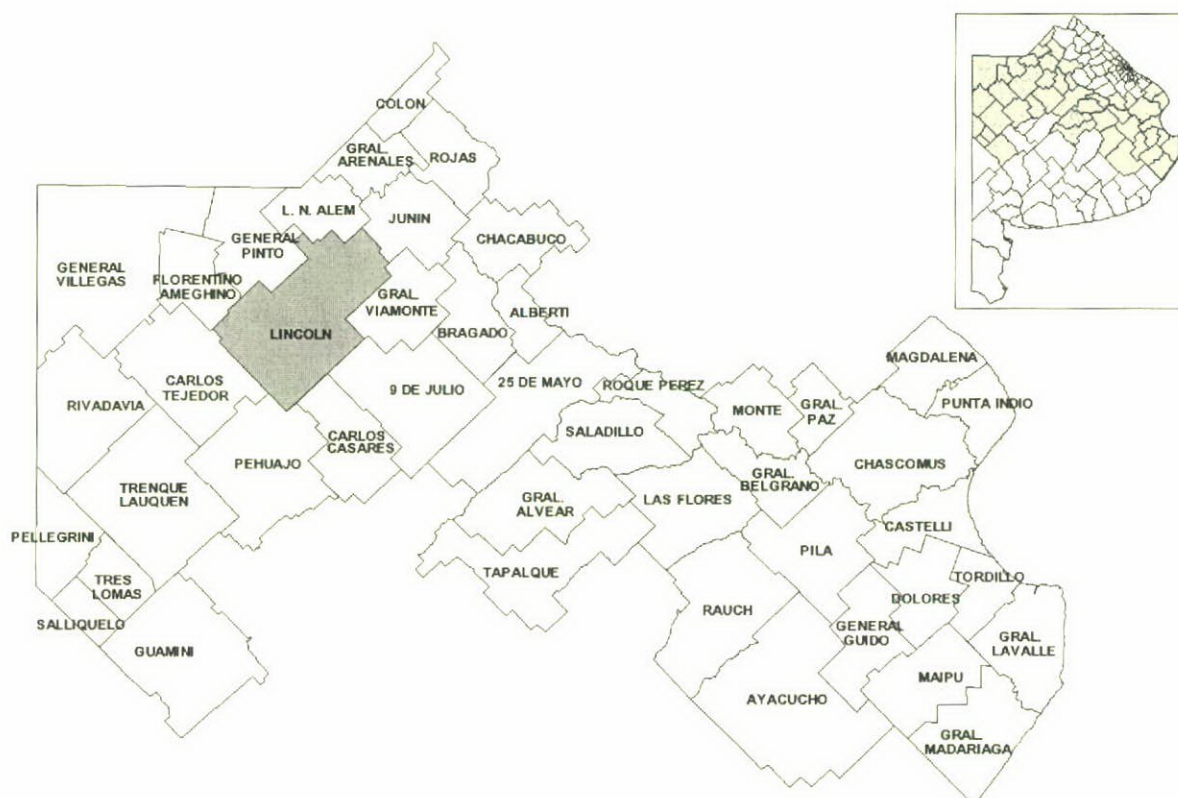 COLON
GRAL.
ARENALES
ROJAS
L. N. ALEM
JUNIN
CHACABUCO
GENERAL
PINTO
GENERAL
VILLEGAS
FLORENTINO
AMEGHINO
GRAL.
VIAMONTE
ALBERTI
LINCOLN
BRAGADO
MAGDALENA
CARLOS
TEJEDOR
9 DE JULIO
25 DE MAYO
ROQUE PEREZ
RIVADAVIA
MONTE
GRAL.
PAZ
PUNTA INDIO
SALADILLO
CARLOS
CASARES
PEHUAJO
CHASCOMUS
TRENQUE
LAUQUEN
GRAL.
ALVEAR
LAS FLORES
GRAL.
BELGRANO
CASTELLI
PELLEGRINI
PILA
TAPALQUE
TORDILLO
TRES
LOMAS
DOLORES
RAUCH
SALLIQUELO
GENERAL
GUIDO
GRAL.
LAVALLE
GUAMINI
MAIPU
AYACUCHO
GRAL.
MADARIAGA